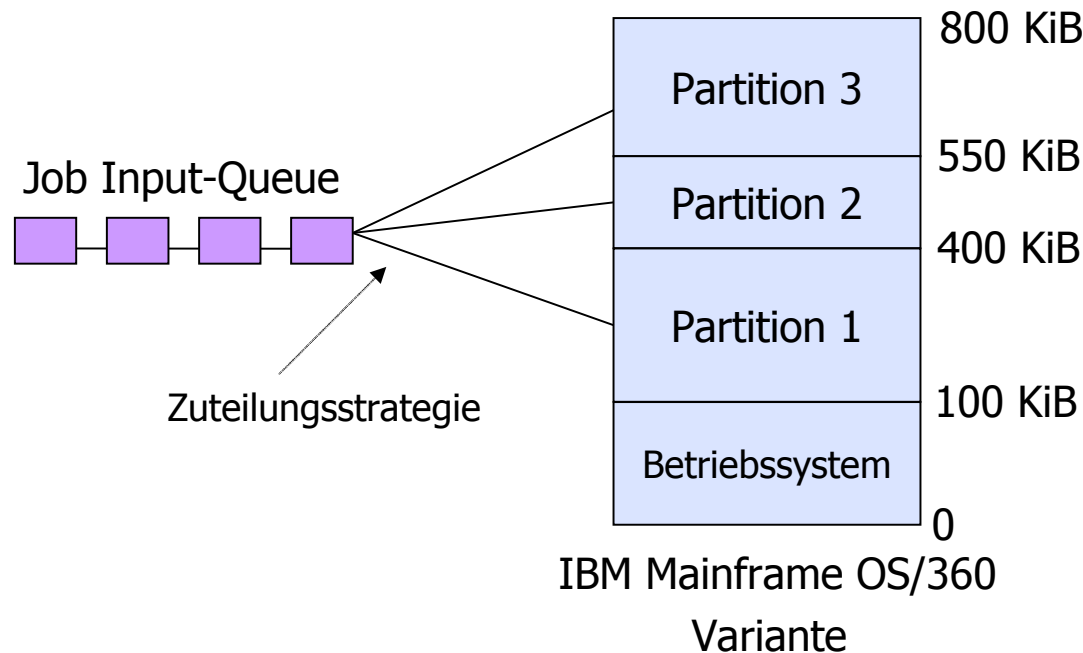 800 KiB
Partition 3
550 KiB
Job Input-Queue
Partition 2
400 KiB
Partition 1
Zuteilungsstrategie
100 KiB
Betriebssystem
0
IBM Mainframe OS/360
Variante